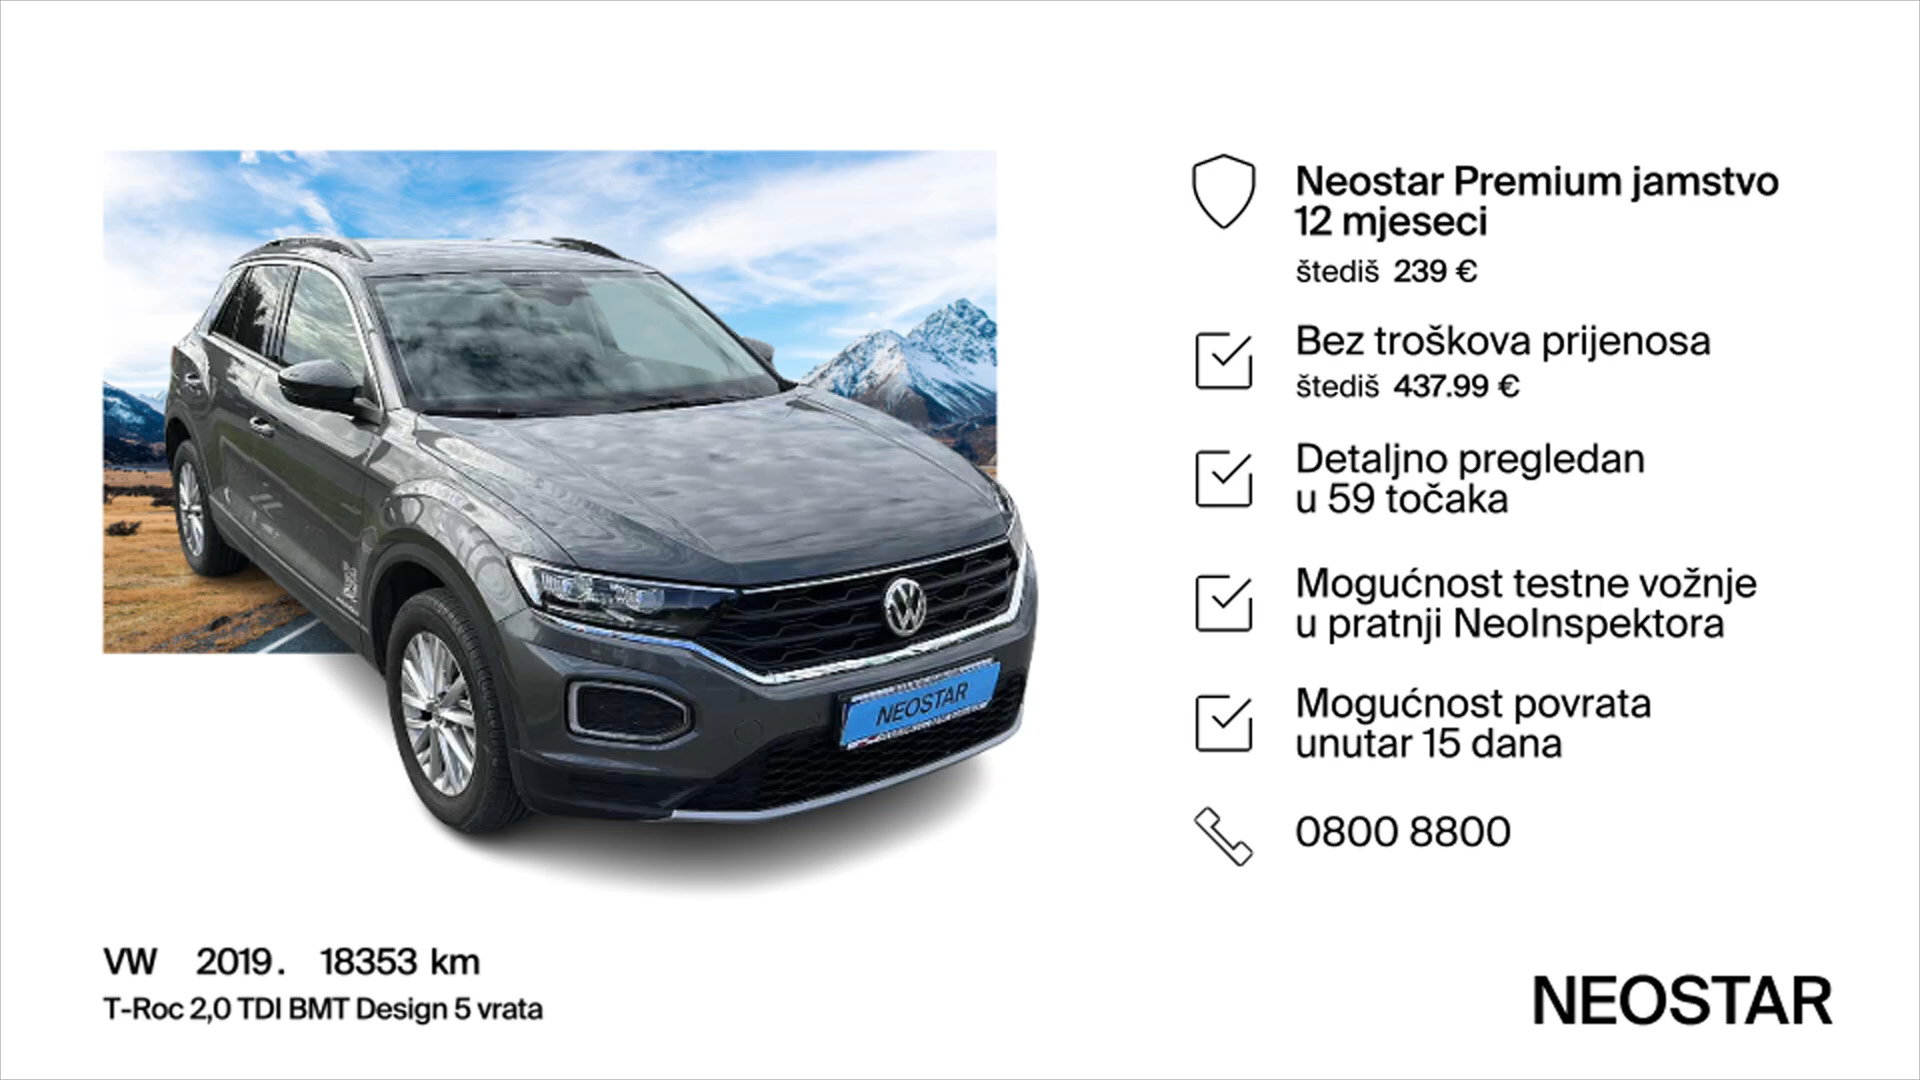 Neostar Premium jamstvo
12 mjeseci
štediš 239 €
Bez troškova prijenosa
štediš 437.99 €
Detaljno pregledan
u 59 točaka
Mogućnost testne vožnje
u pratnji NeoInspektora
Mogućnost povrata
unutar 15 dana
0800 8800
NEOSTAR
VW 2019. 18353 km
T-Roc 2,0 TDI BMT Design 5 vrata
NEOSTAR